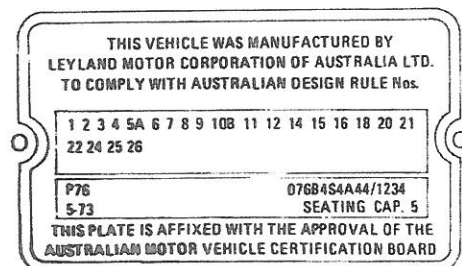 THIS VEHICLE WAS MANUFACTURED BY
LEYLAND MOTOR CORPORATION OF AUSTRALIA LTD.
TO COMPLY WITH AUSTRALIAN DESIGN RULE Nos.
1 2 3 4 5A 6 7 8 9 10B 11 12 14 15 16 18 20 21
22 24 25 26
P76 076B4S4A44/1234
5-73 SEATING CAP. 5
THIS PLATE IS AFFIXED WITH THE APPROVAL OF THE
AUSTRALIAN MOTOR VEHICLE CERTIFICATION BOARD